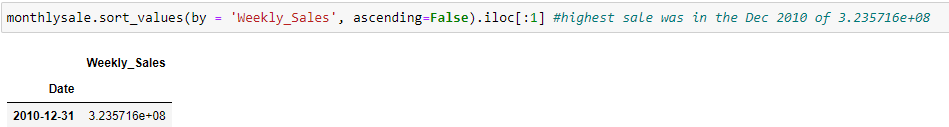 monthlysale.sort_values(by = 'Weekly_Sales', ascending=False).iloc[:1] #highest sale was in the Dec 2010 of 3.235716e+08
Weekly_Sales
Date
2010-12-31 3.235716e+08